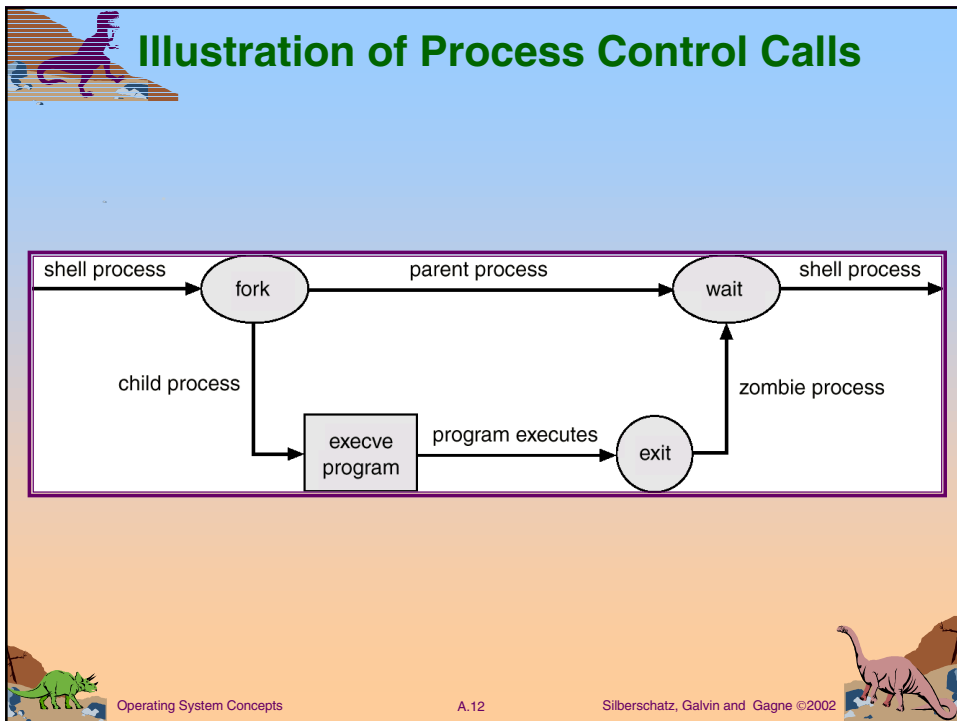 Illustration of Process Control Calls
shell process
parent process
shell process
fork
wait
child process
zombie process
execve
program
program executes
exit
Operating System Concepts
A.12
Silberschatz, Galvin and Gagne ©2002